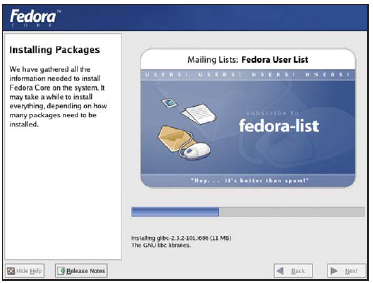 Fedora™
CORE
Installing Packages
We have gathered all the
information needed to install
Fedora Core on the system. It
may take a while to install
everything, depending on how
many packages need to be
installed.
Mailing Lists: Fedora User List
USERS! USERS! USERS! USERS!
subscribe to
fedora-list
"Hey... it's better than spam!"
Installing glibc-2.3.2-101.i686 (11 MB)
The GNU libc libraries.
Hide Help
Release Notes
Back
Next